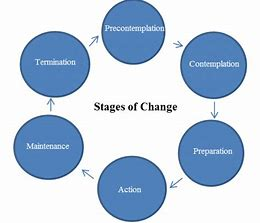 Precontemplation
Contemplation
Preparation
Action
Maintenance
Termination
Stages of Change